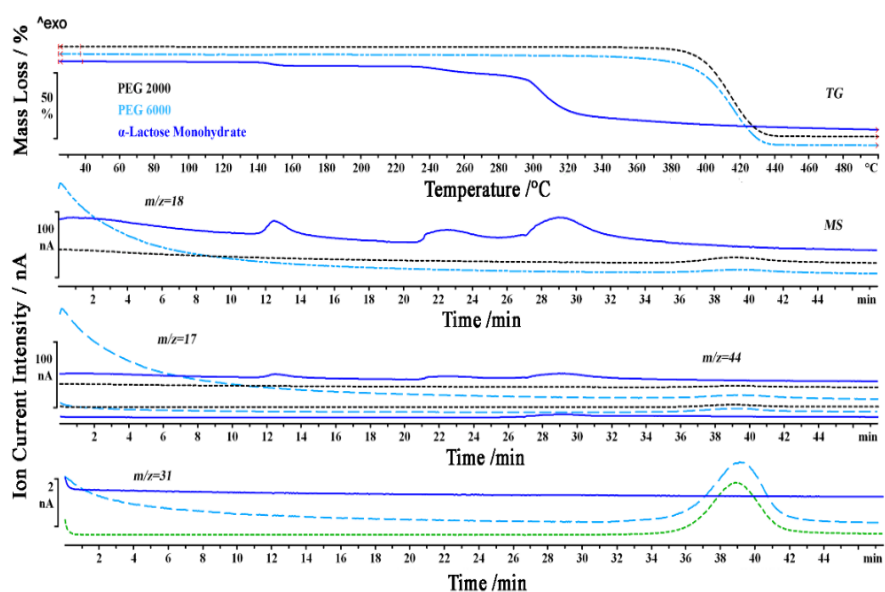 ^exo
Mass Loss / %
50
%
PEG 2000
PEG 6000
α-Lactose Monohydrate
TG
40 60 80 100 120 140 160 180 200 220 240 260 280 300 320 340 360 380 400 420 440 460 480 °C
Temperature /°C
Ion Current Intensity / nA
m/z=18
MS
100
nA
2 4 6 8 10 12 14 16 18 20 22 24 26 28 30 32 34 36 38 40 42 44 min
Time /min
m/z=17
m/z=44
100
nA
2 4 6 8 10 12 14 16 18 20 22 24 26 28 30 32 34 36 38 40 42 44 min
Time /min
m/z=31
2
nA
2 4 6 8 10 12 14 16 18 20 22 24 26 28 30 32 34 36 38 40 42 44 min
Time /min